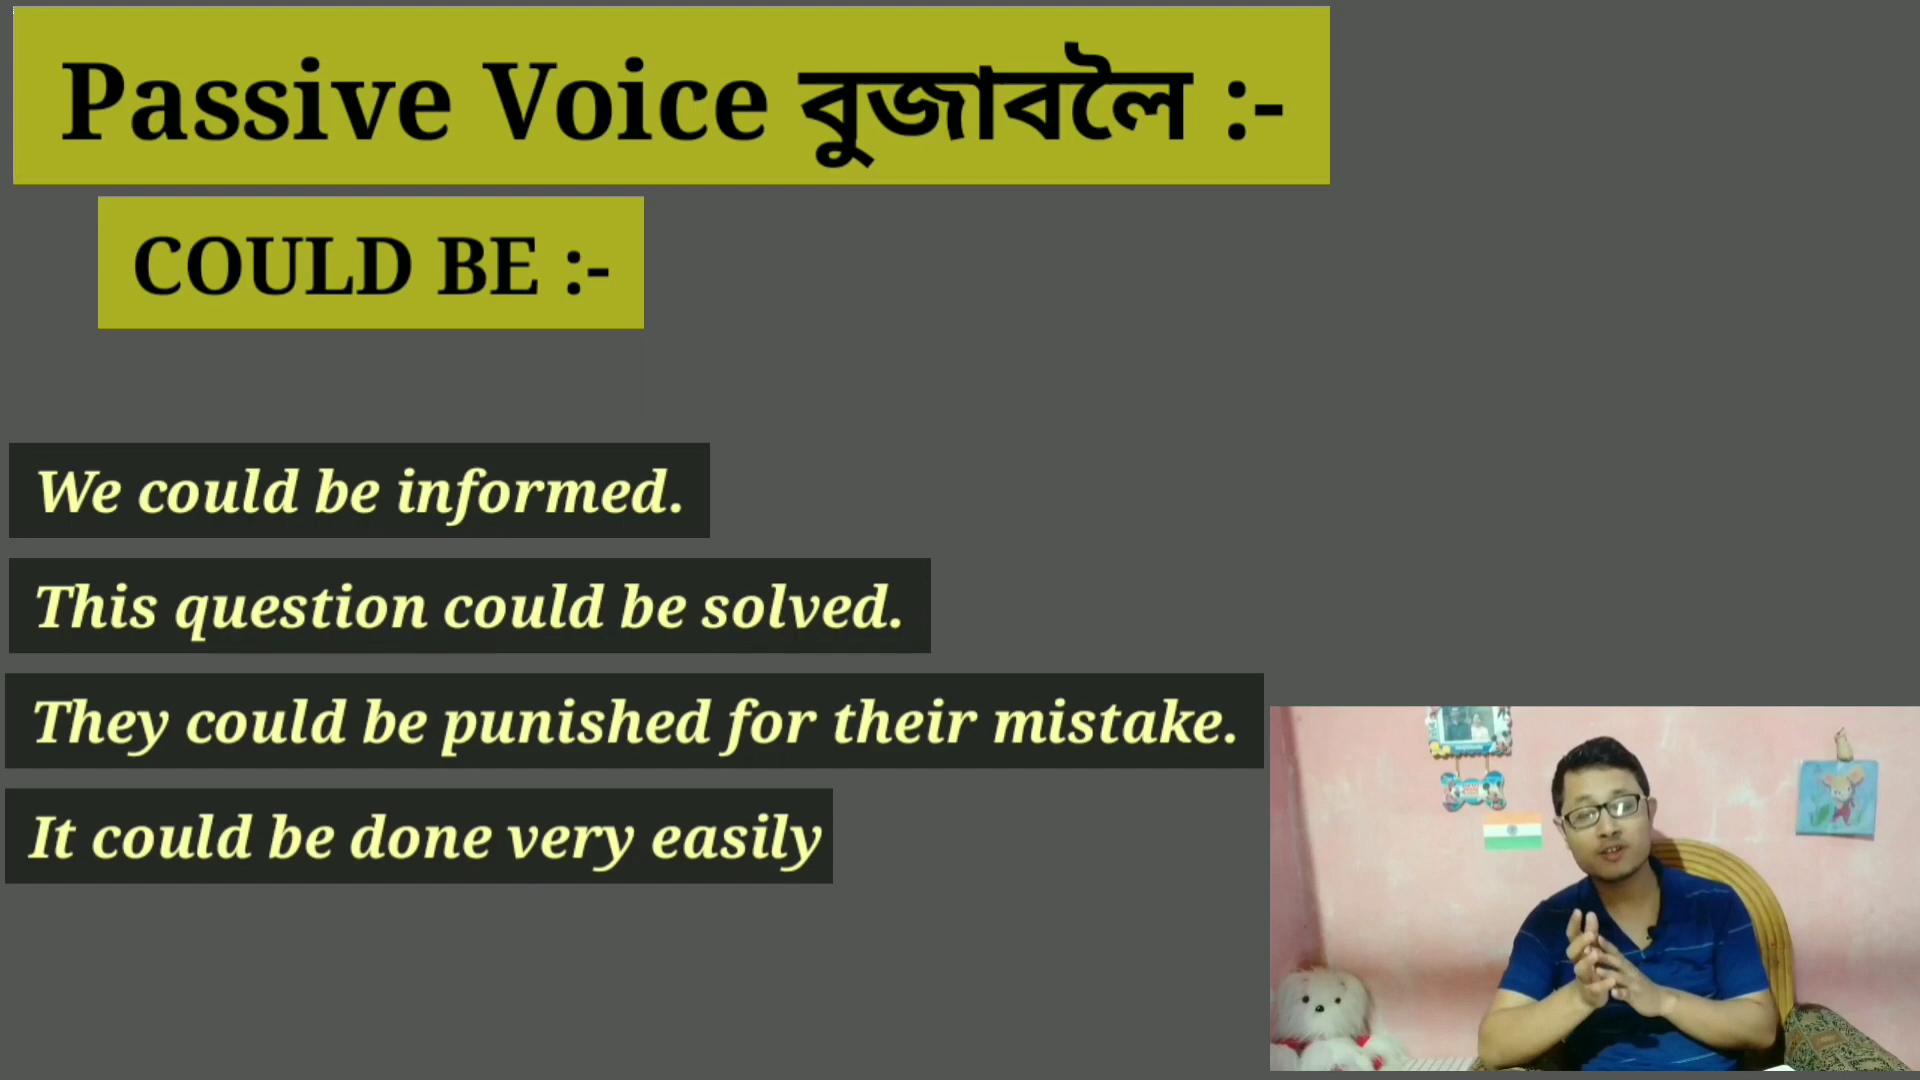 Passive Voice বুজাবলৈ :-
COULD BE :-
We could be informed.
This question could be solved.
They could be punished for their mistake.
It could be done very easily